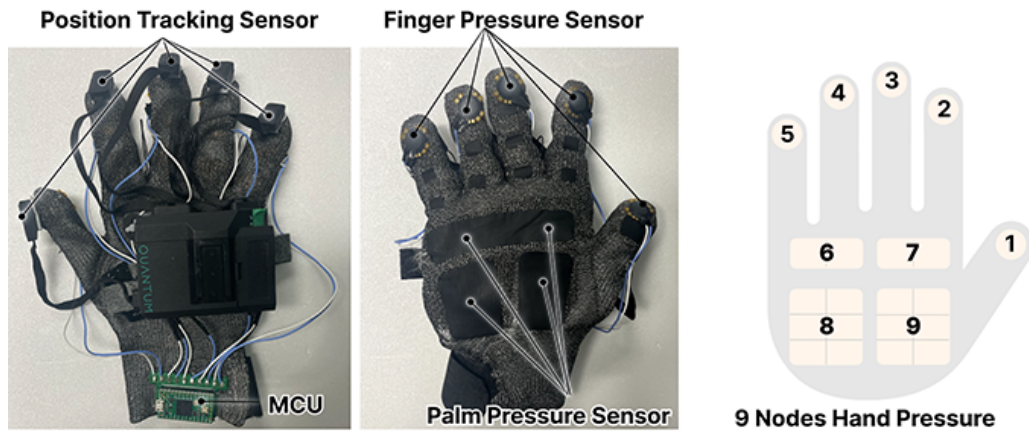 Position Tracking Sensor
Finger Pressure Sensor
QUANTUM
MCU
Palm Pressure Sensor
5
4
3
2
1
6
7
8
9
9 Nodes Hand Pressure